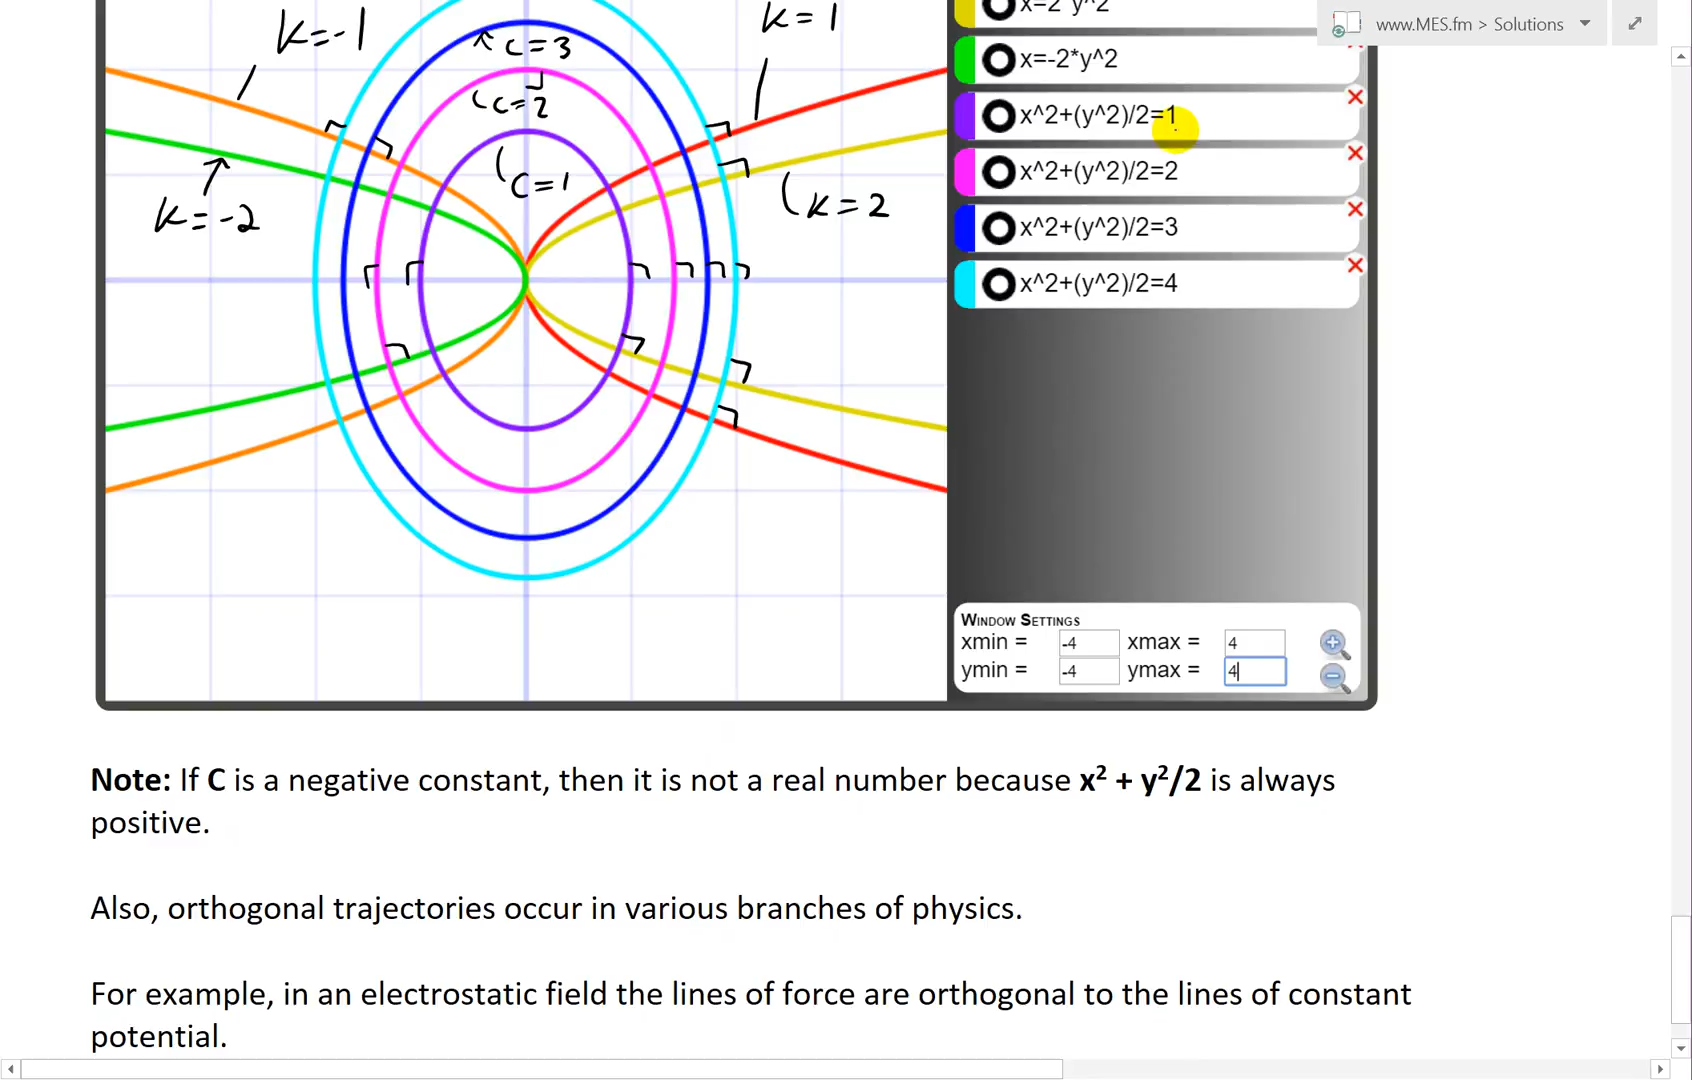 k=-1
k=1
x=2*y^2
www.MES.fm > Solutions
c=3
x=-2*y^2
c=2
x^2+(y^2)/2=1
c=1
x^2+(y^2)/2=2
k=-2
k=2
x^2+(y^2)/2=3
x^2+(y^2)/2=4
WINDOW SETTINGS
xmin = -4 xmax = 4
ymin = -4 ymax = 4
Note: If C is a negative constant, then it is not a real number because x² + y²/2 is always
positive.
Also, orthogonal trajectories occur in various branches of physics.
For example, in an electrostatic field the lines of force are orthogonal to the lines of constant
potential.